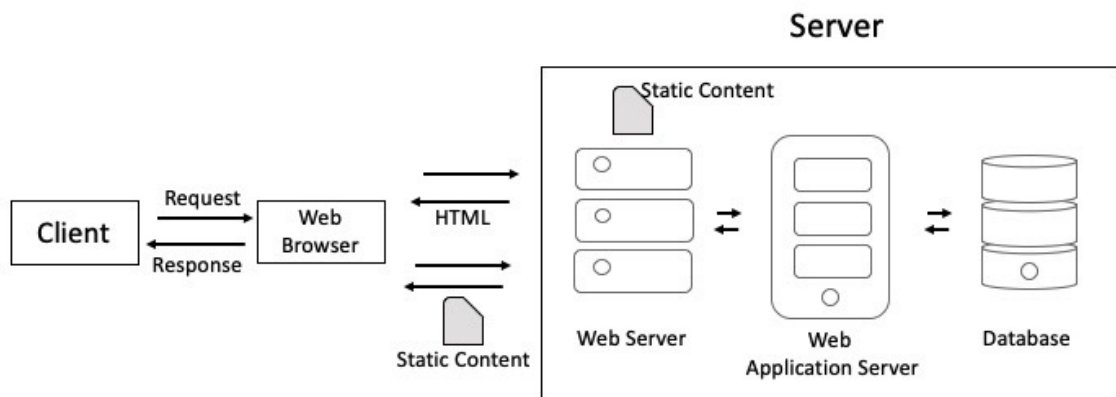 Server
Static Content
Request
Client
Web
Browser
Response
HTML
Static Content
Web Server
Web
Application Server
Database